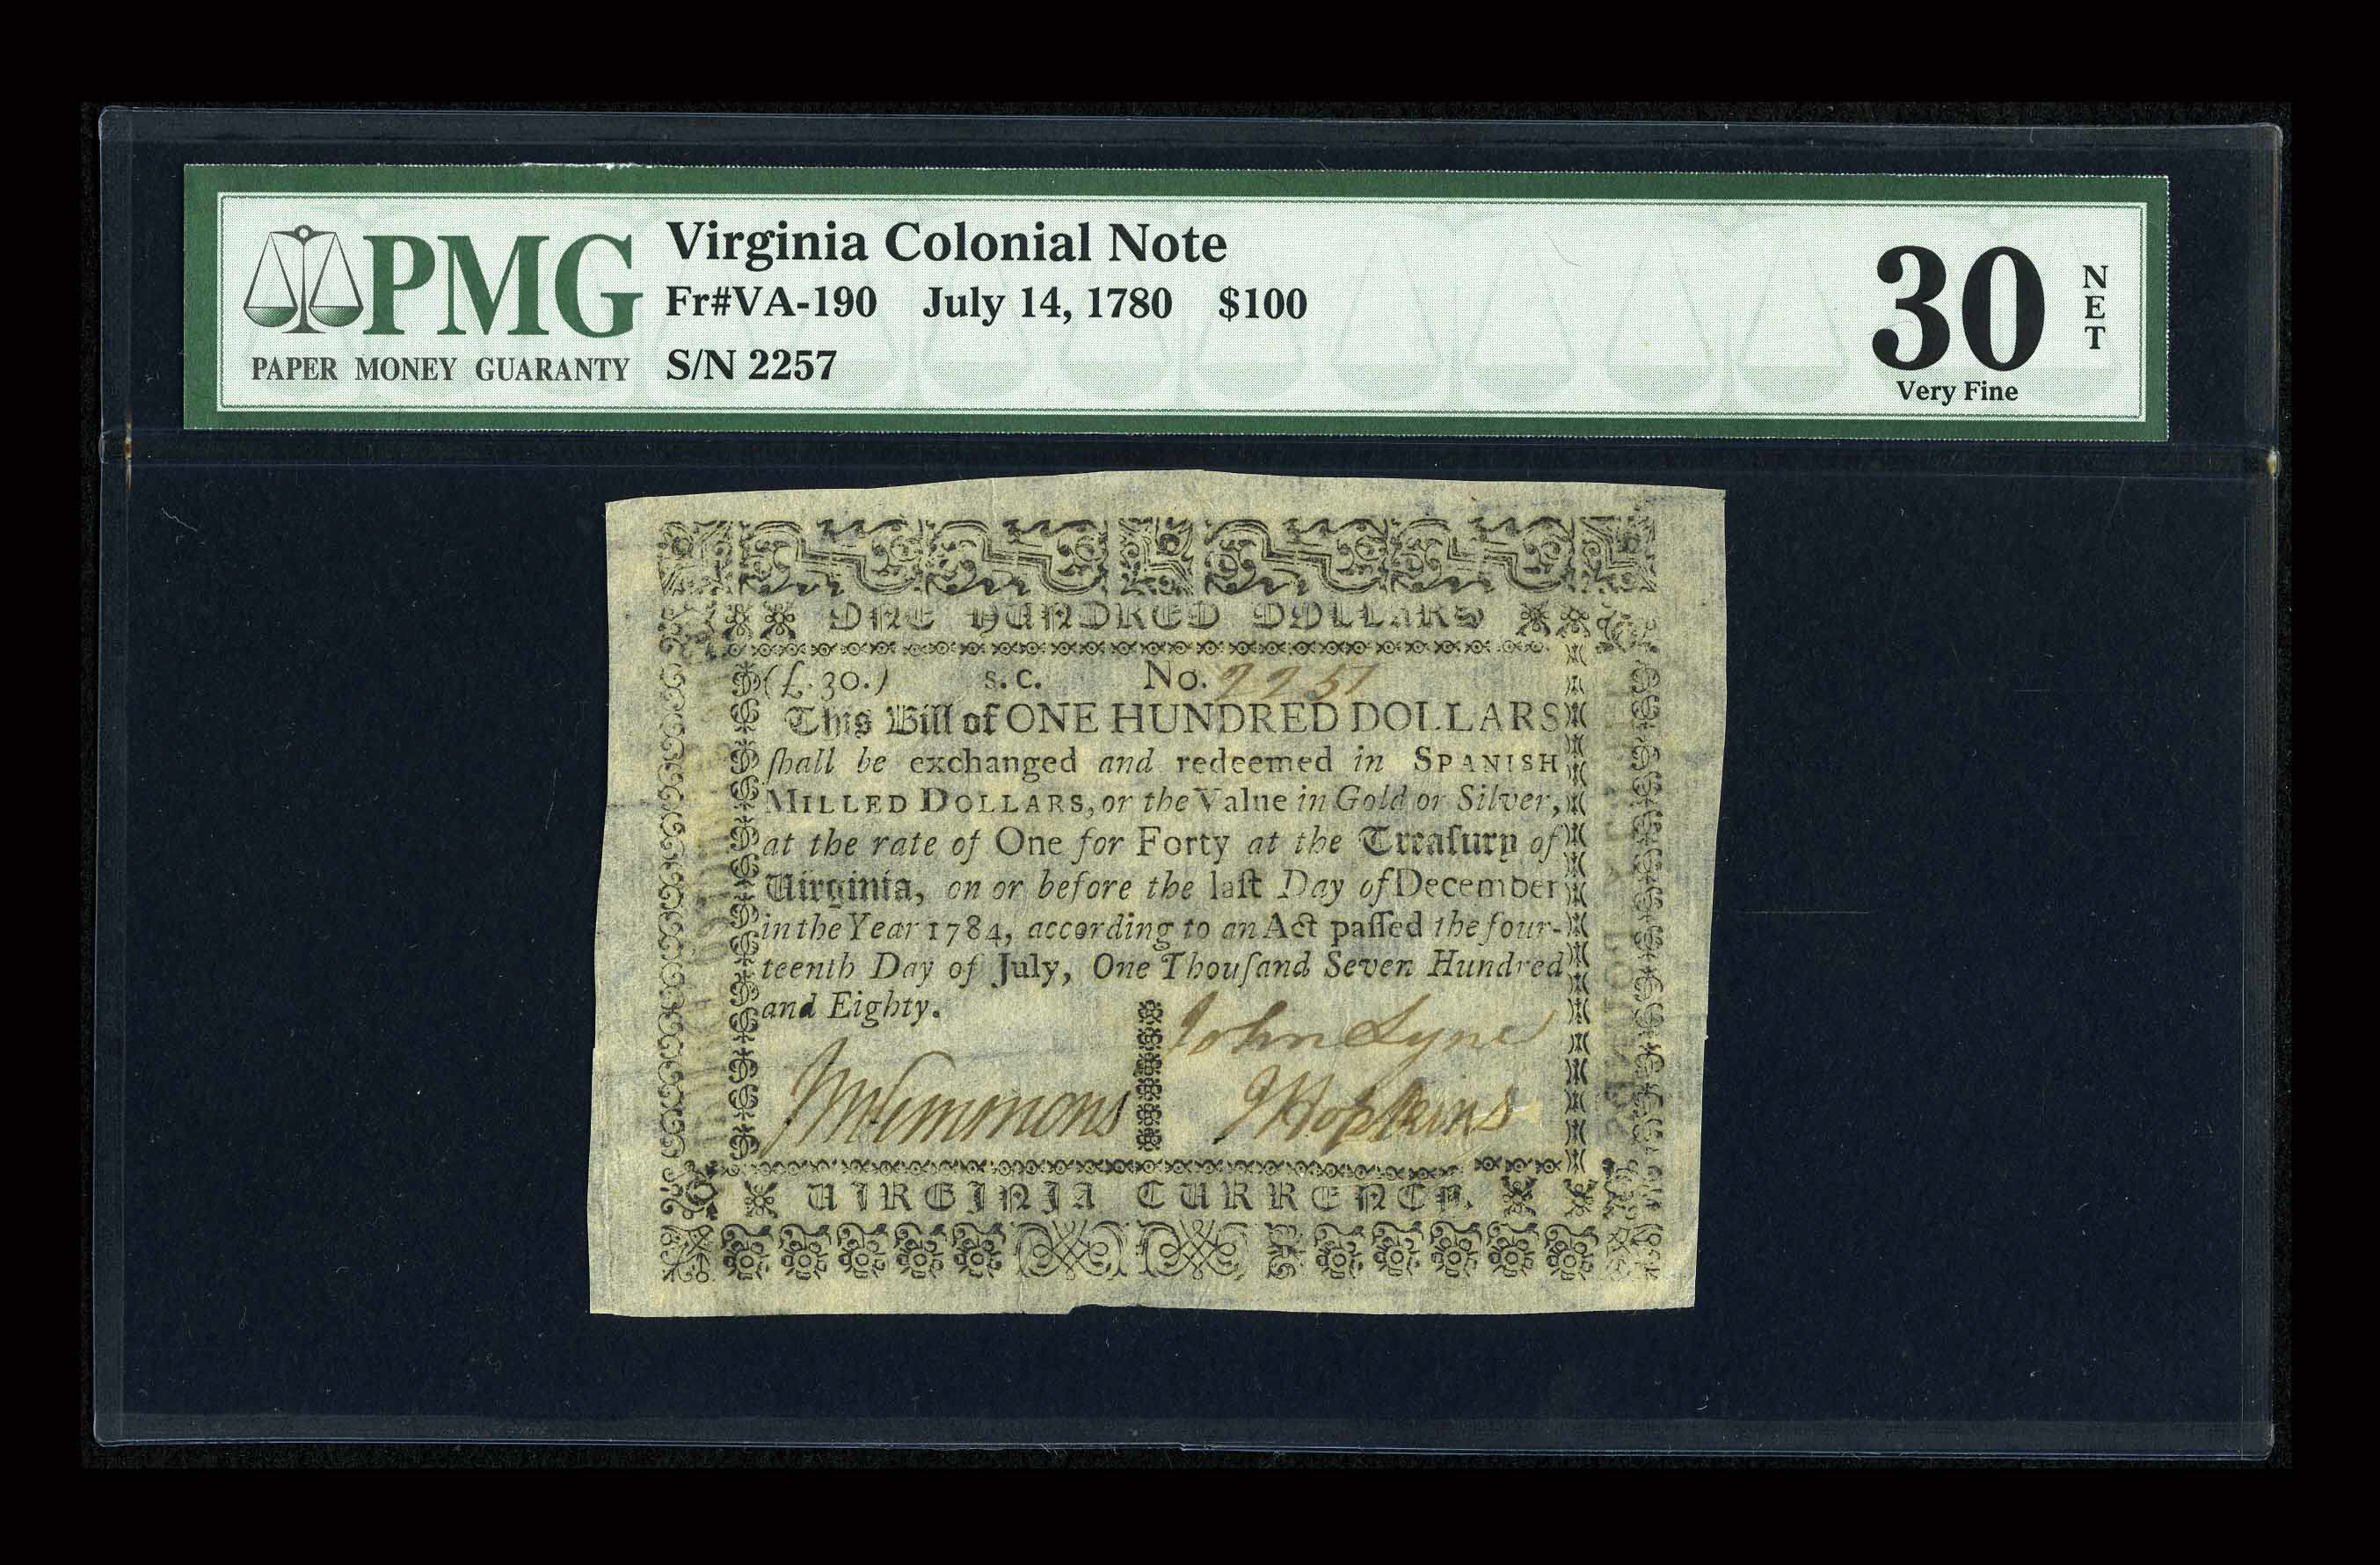 PMG
PAPER MONEY GUARANTY
Virginia Colonial Note
Fr#VA-190 July 14, 1780 $100
S/N 2257
30
NET
Very Fine
ONE HUNDRED DOLLARS
(£.30.) s. c. No. 2257
This Bill of ONE HUNDRED DOLLARS
ſhall be exchanged and redeemed in SPANISH
MILLED DOLLARS, or the Value in Gold or Silver,
at the rate of One for Forty at the Treaſury of
Virginia, on or before the laſt Day of December
in the Year 1784, according to an Act paſſed the four-
teenth Day of July, One Thouſand Seven Hundred
and Eighty.
John Lyne
J Hopkins
VIRGINIA CURRENCY.